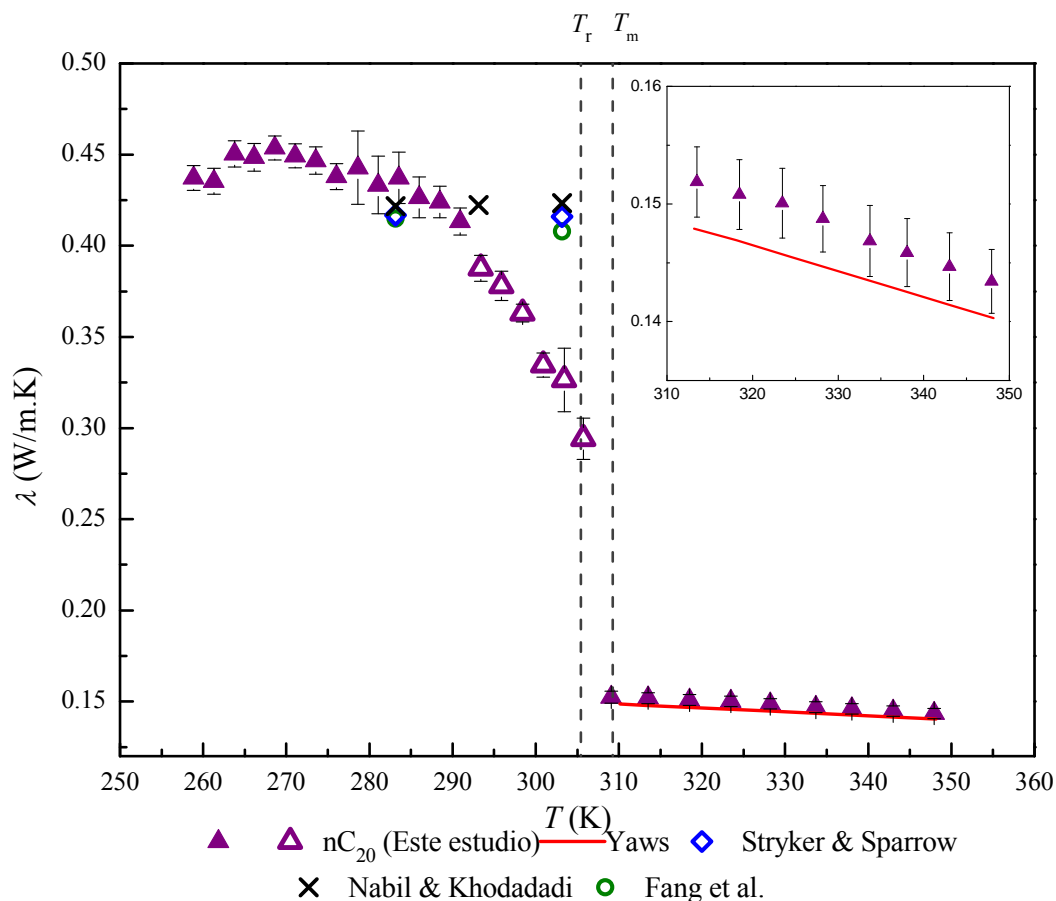 Tr Tm
0.50
0.45
0.40
0.35
0.30
0.25
0.20
0.15
λ (W/m.K)
0.16
0.15
0.14
310 320 330 340 350
250 260 270 280 290 300 310 320 330 340 350 360
T (K)
nC20 (Este estudio) Yaws Stryker & Sparrow
Nabil & Khodadadi Fang et al.